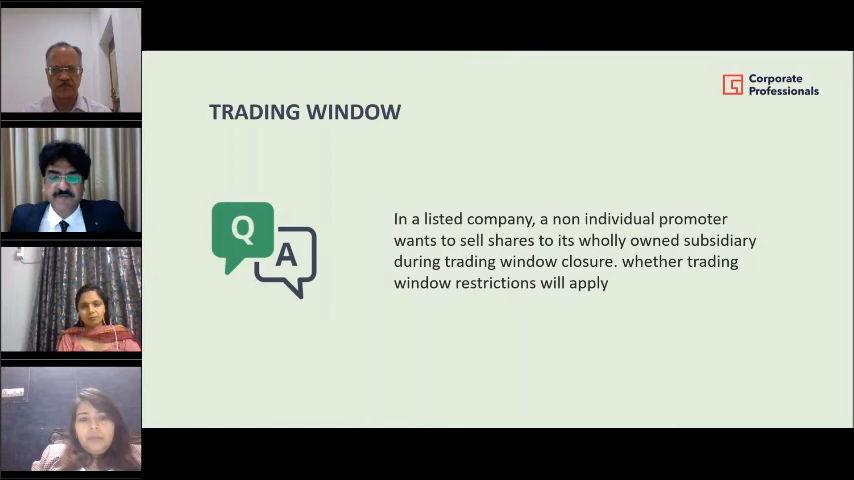 Corporate
Professionals
TRADING WINDOW
Q
A
In a listed company, a non individual promoter
wants to sell shares to its wholly owned subsidiary
during trading window closure. whether trading
window restrictions will apply